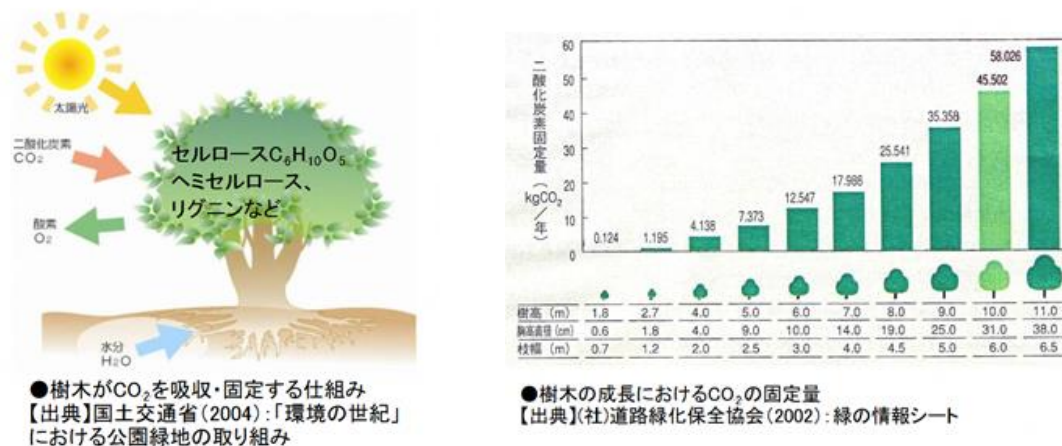 太陽光
二酸化炭素
CO₂
酸素
O₂
セルロースC₆H₁₀O₅、
ヘミセルロース、
リグニンなど
水分
H₂O
●樹木がCO₂を吸収・固定する仕組み
【出典】国土交通省(2004):「環境の世紀」
における公園緑地の取り組み
二酸化炭素固定量(kgCO₂/年)
60
50
40
30
20
10
0
0.124
1.195
4.138
7.373
12.547
17.986
25.541
35.358
45.502
58.026
樹高(m) 1.8 2.7 4.0 5.0 6.0 7.0 8.0 9.0 10.0 11.0
胸高直径(cm) 0.6 1.8 4.0 9.0 10.0 14.0 19.0 25.0 31.0 38.0
枝幅(m) 0.7 1.2 2.0 2.5 3.0 4.0 4.5 5.0 6.0 6.5
●樹木の成長におけるCO₂の固定量
【出典】(社)道路緑化保全協会(2002):緑の情報シート